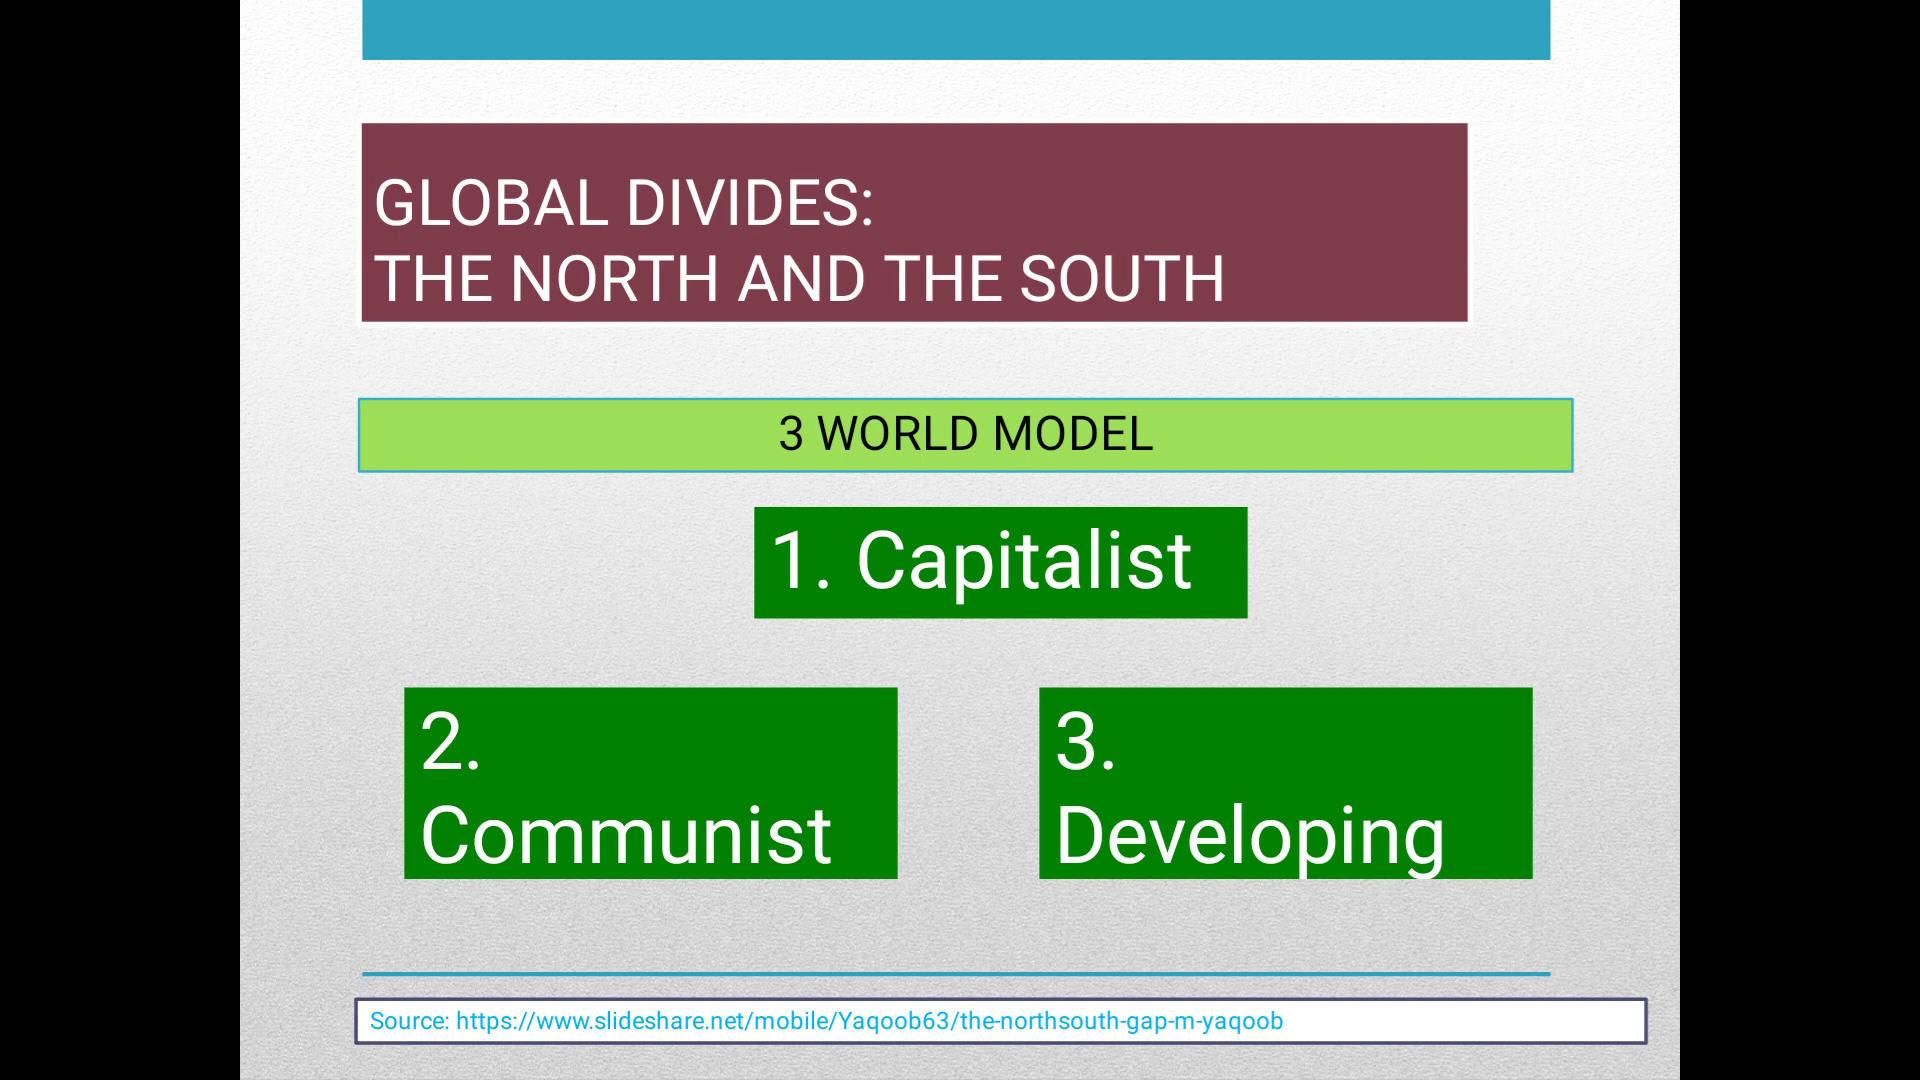 GLOBAL DIVIDES:
THE NORTH AND THE SOUTH
3 WORLD MODEL
1. Capitalist
2.
Communist
3.
Developing
Source: https://www.slideshare.net/mobile/Yaqoob63/the-northsouth-gap-m-yaqoob